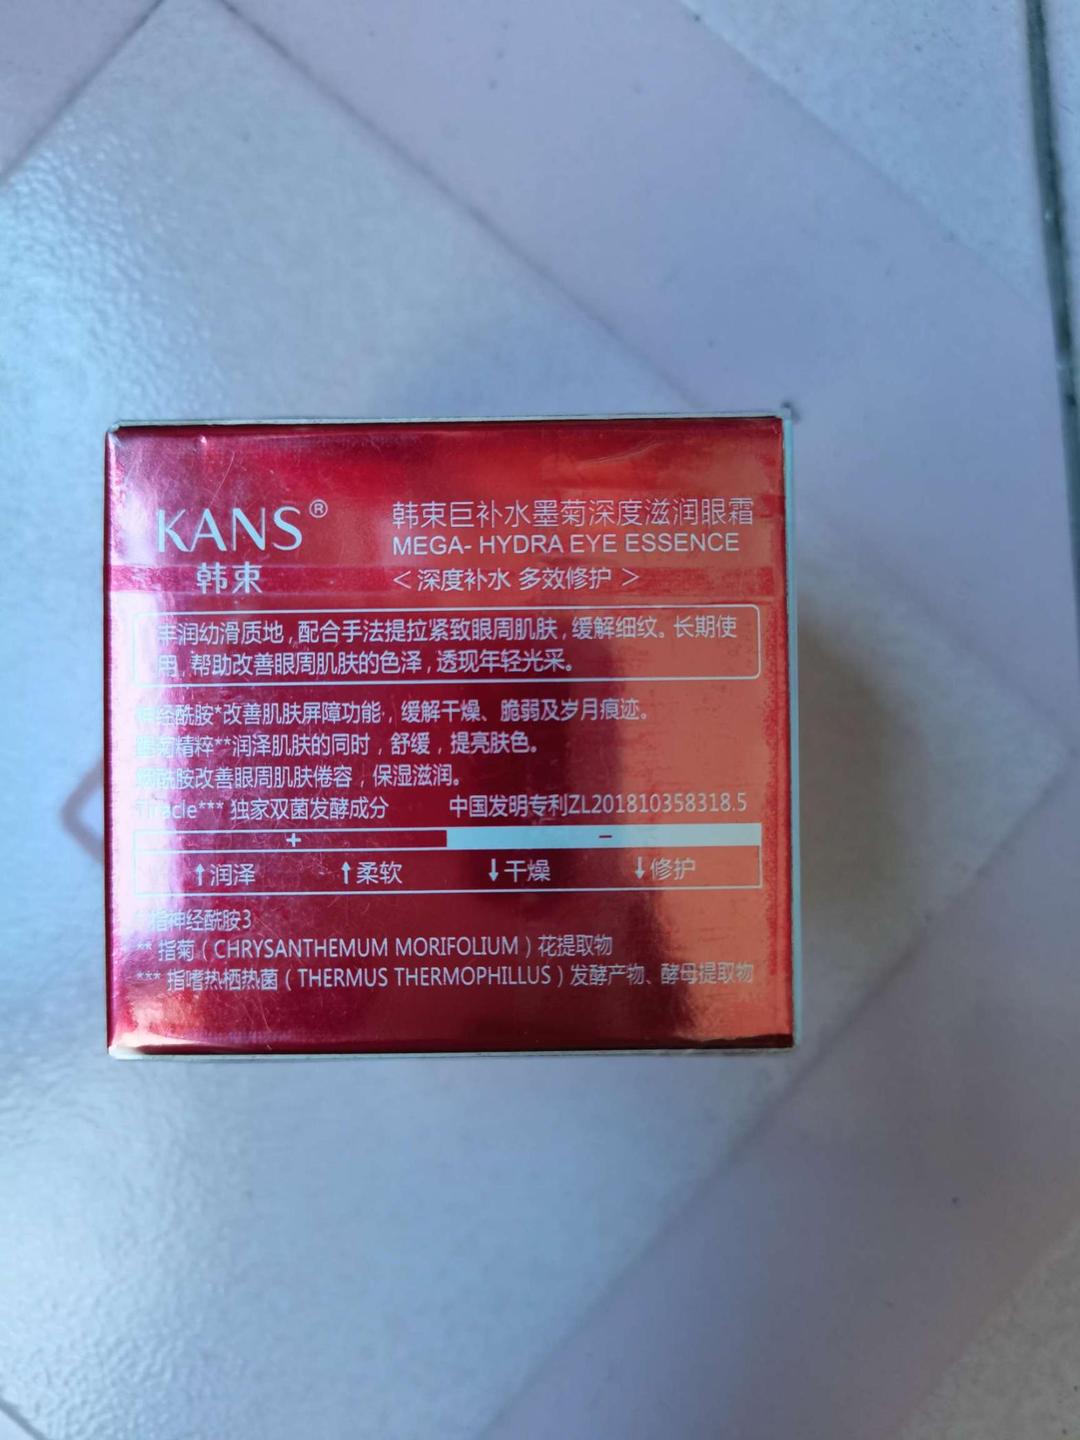 KANS®
韩束
韩束巨补水墨菊深度滋润眼霜
MEGA- HYDRA EYE ESSENCE
< 深度补水 多效修护 >
丰润幼滑质地，配合手法提拉紧致眼周肌肤，缓解细纹。长期使
用，帮助改善眼周肌肤的色泽，透现年轻光采。
神经酰胺*改善肌肤屏障功能，缓解干燥、脆弱及岁月痕迹。
墨菊精粹**润泽肌肤的同时，舒缓，提亮肤色。
烟酰胺改善眼周肌肤倦容，保湿滋润。
Tiracle*** 独家双菌发酵成分 中国发明专利ZL201810358318.5
+ −
↑润泽 ↑柔软 ↓干燥 ↓修护
* 指神经酰胺3
** 指菊（CHRYSANTHEMUM MORIFOLIUM）花提取物
*** 指嗜热栖热菌（THERMUS THERMOPHILLUS）发酵产物、酵母提取物